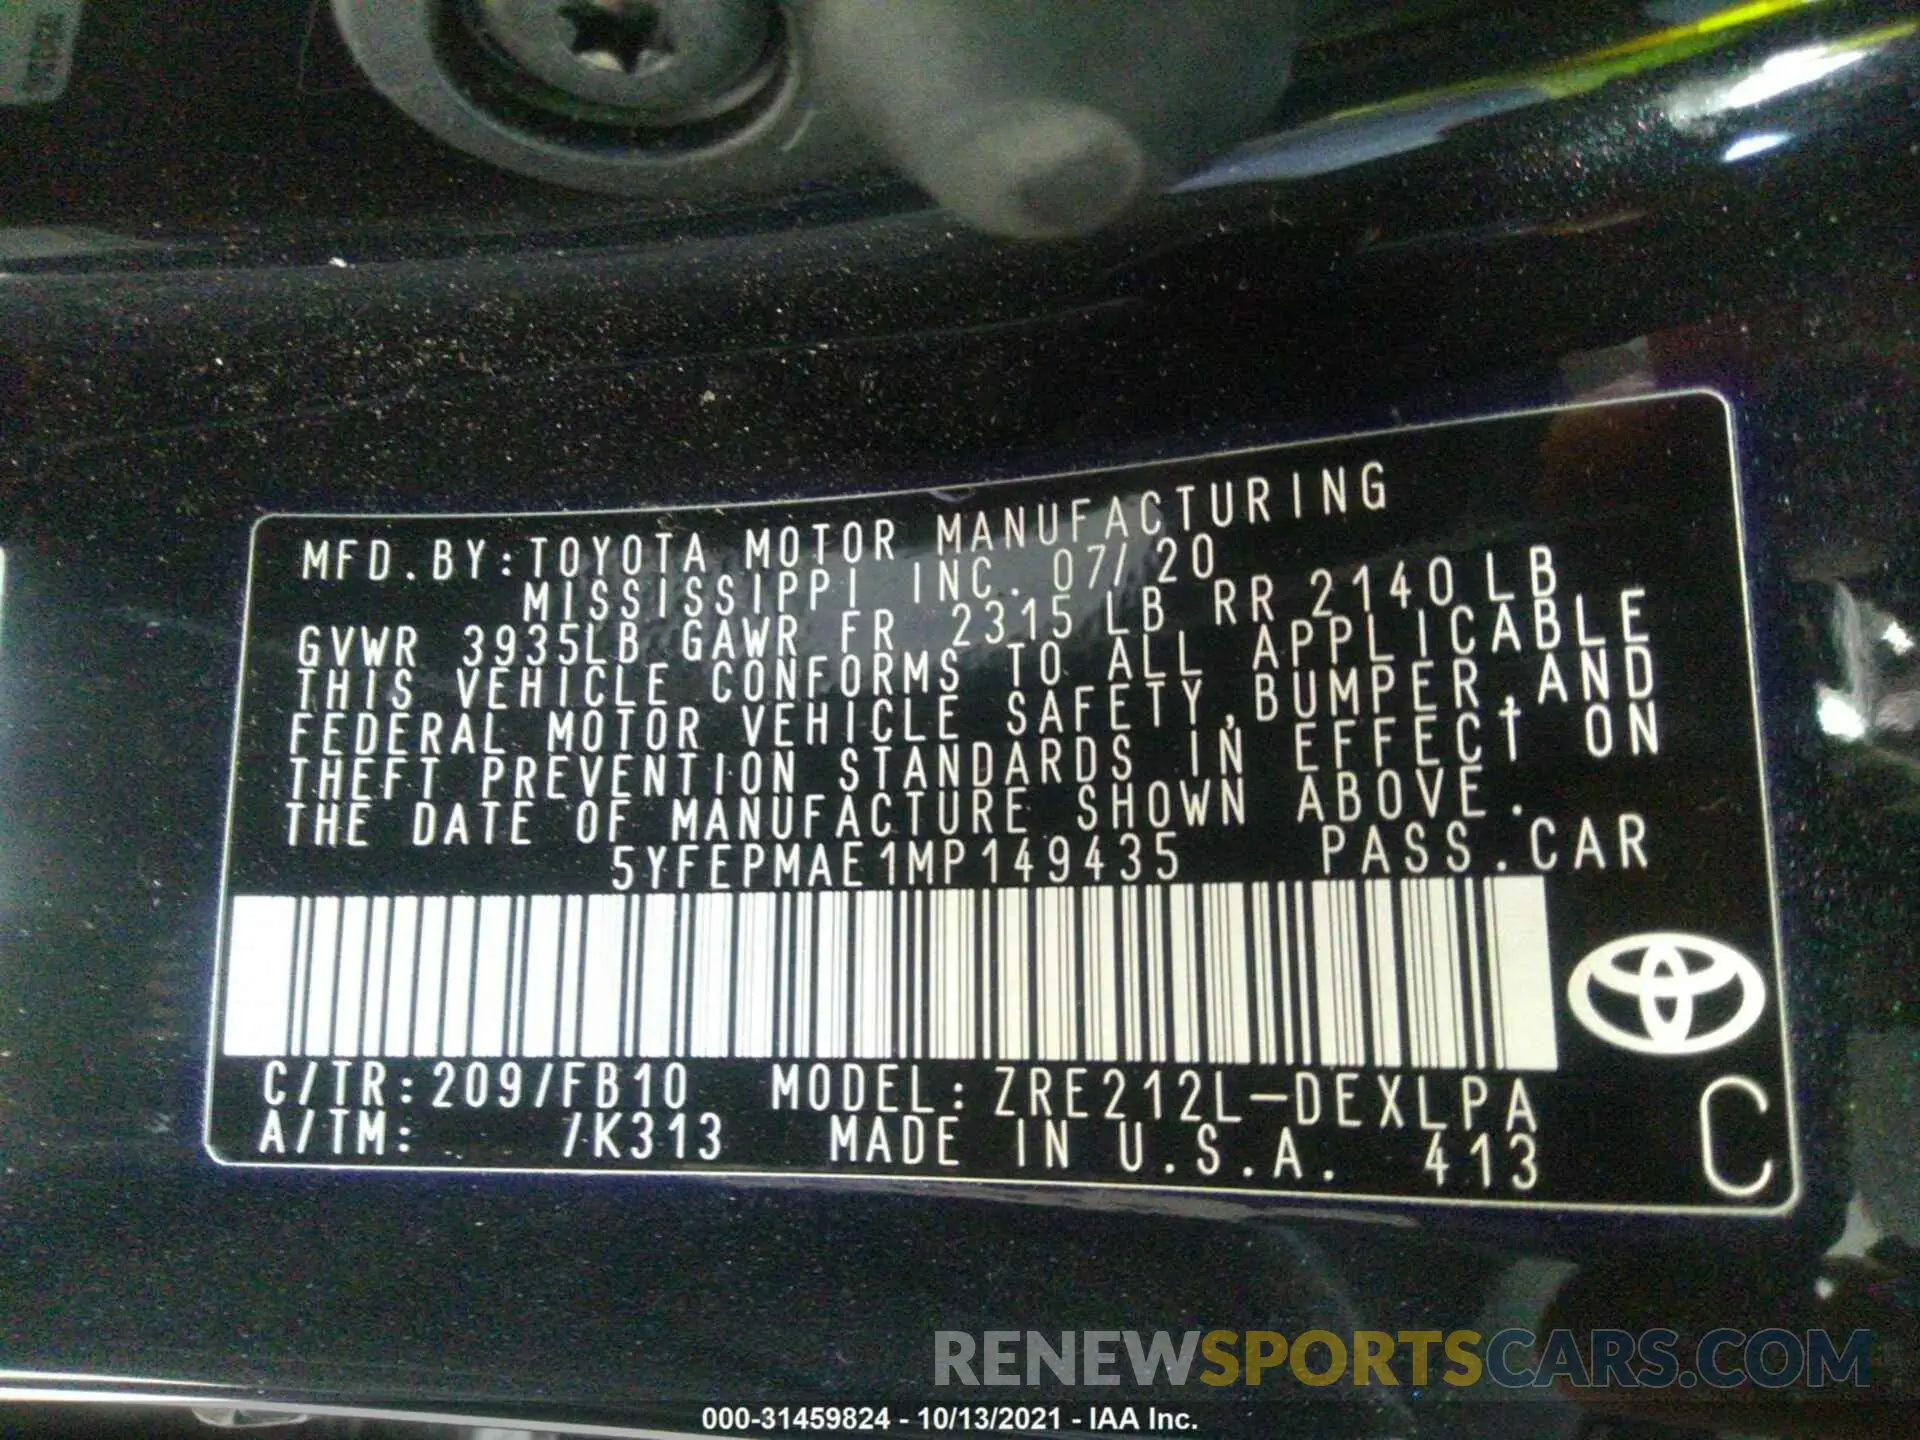 MFD.BY:TOYOTA MOTOR MANUFACTURING
MISSISSIPPI INC. 07/20
GVWR 3935LB GAWR FR 2315 LB RR 2140LB
THIS VEHICLE CONFORMS TO ALL APPLICABLE
FEDERAL MOTOR VEHICLE SAFETY,BUMPER,AND
THEFT PREVENTION STANDARDS IN EFFECT ON
THE DATE OF MANUFACTURE SHOWN ABOVE.
5YFEPMAE1MP149435 PASS.CAR
C/TR:209/FB10 MODEL:ZRE212L-DEXLPA
A/TM: /K313 MADE IN U.S.A. 413
C
RENEWSPORTSCARS.COM
000-31459824 - 10/13/2021 - IAA Inc.